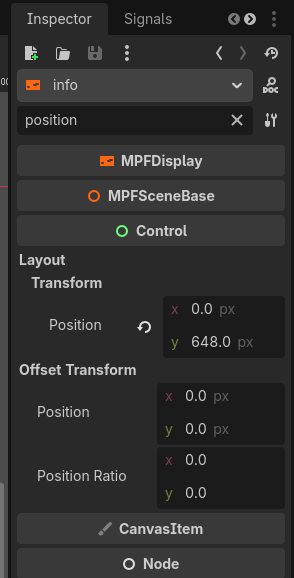 Inspector
Signals
info
DOC
position
MPFDisplay
MPFSceneBase
Control
Layout
Transform
Position
x 0.0 px
y 648.0 px
Offset Transform
Position
x 0.0 px
y 0.0 px
Position Ratio
x 0.0
y 0.0
CanvasItem
Node